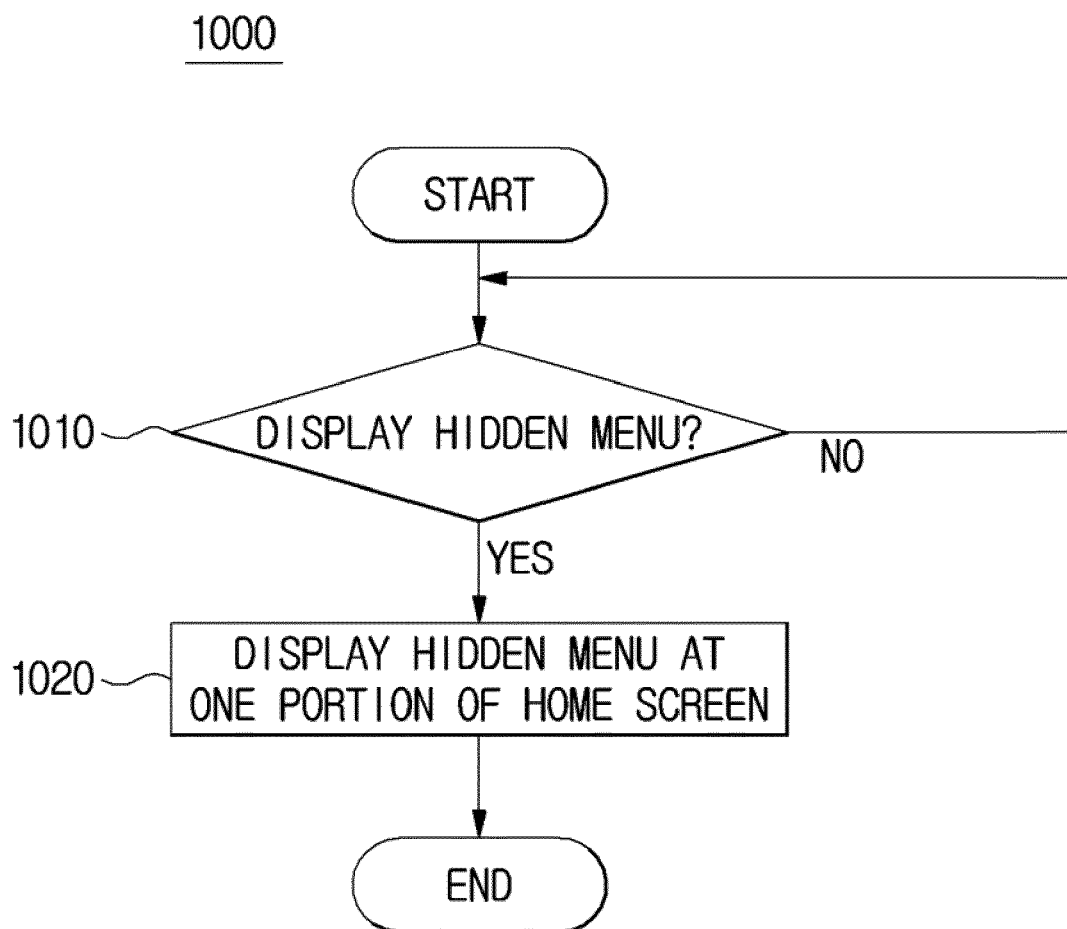 1000
START
1010
DISPLAY HIDDEN MENU?
NO
YES
1020
DISPLAY HIDDEN MENU AT
ONE PORTION OF HOME SCREEN
END